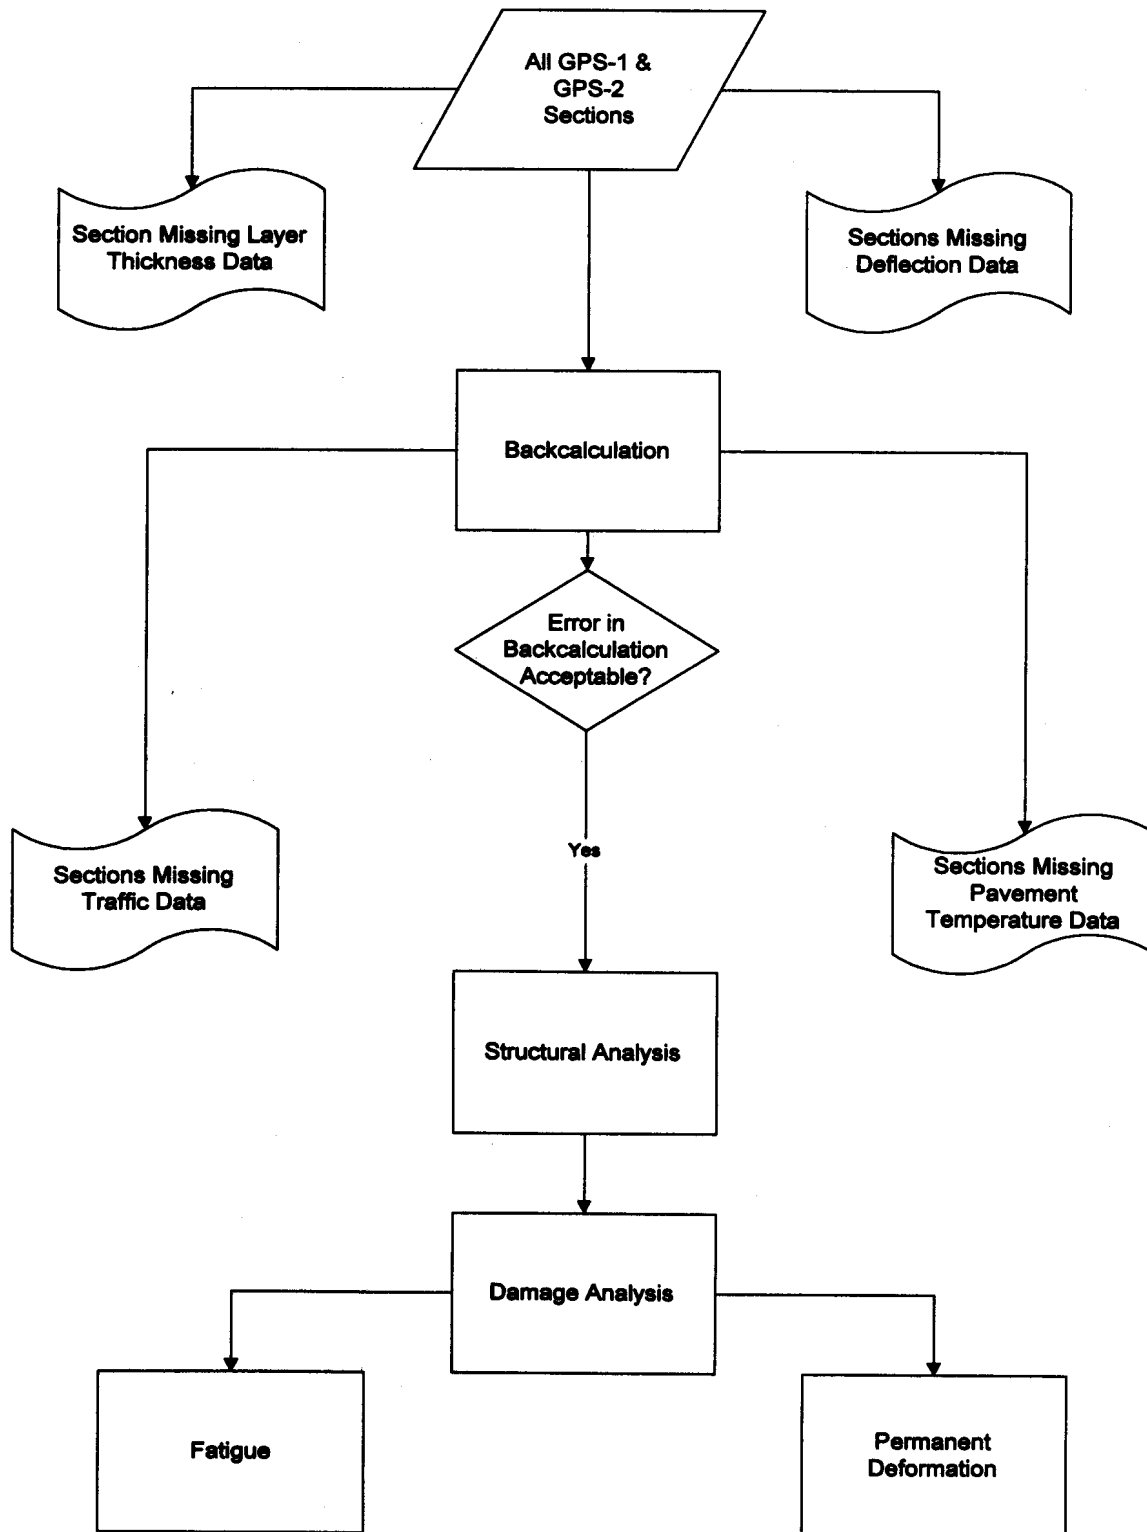 All GPS-1 &
GPS-2
Sections
Section Missing Layer
Thickness Data
Sections Missing
Deflection Data
Backcalculation
Error in
Backcalculation
Acceptable?
Yes
Sections Missing
Traffic Data
Sections Missing
Pavement
Temperature Data
Structural Analysis
Damage Analysis
Fatigue
Permanent
Deformation